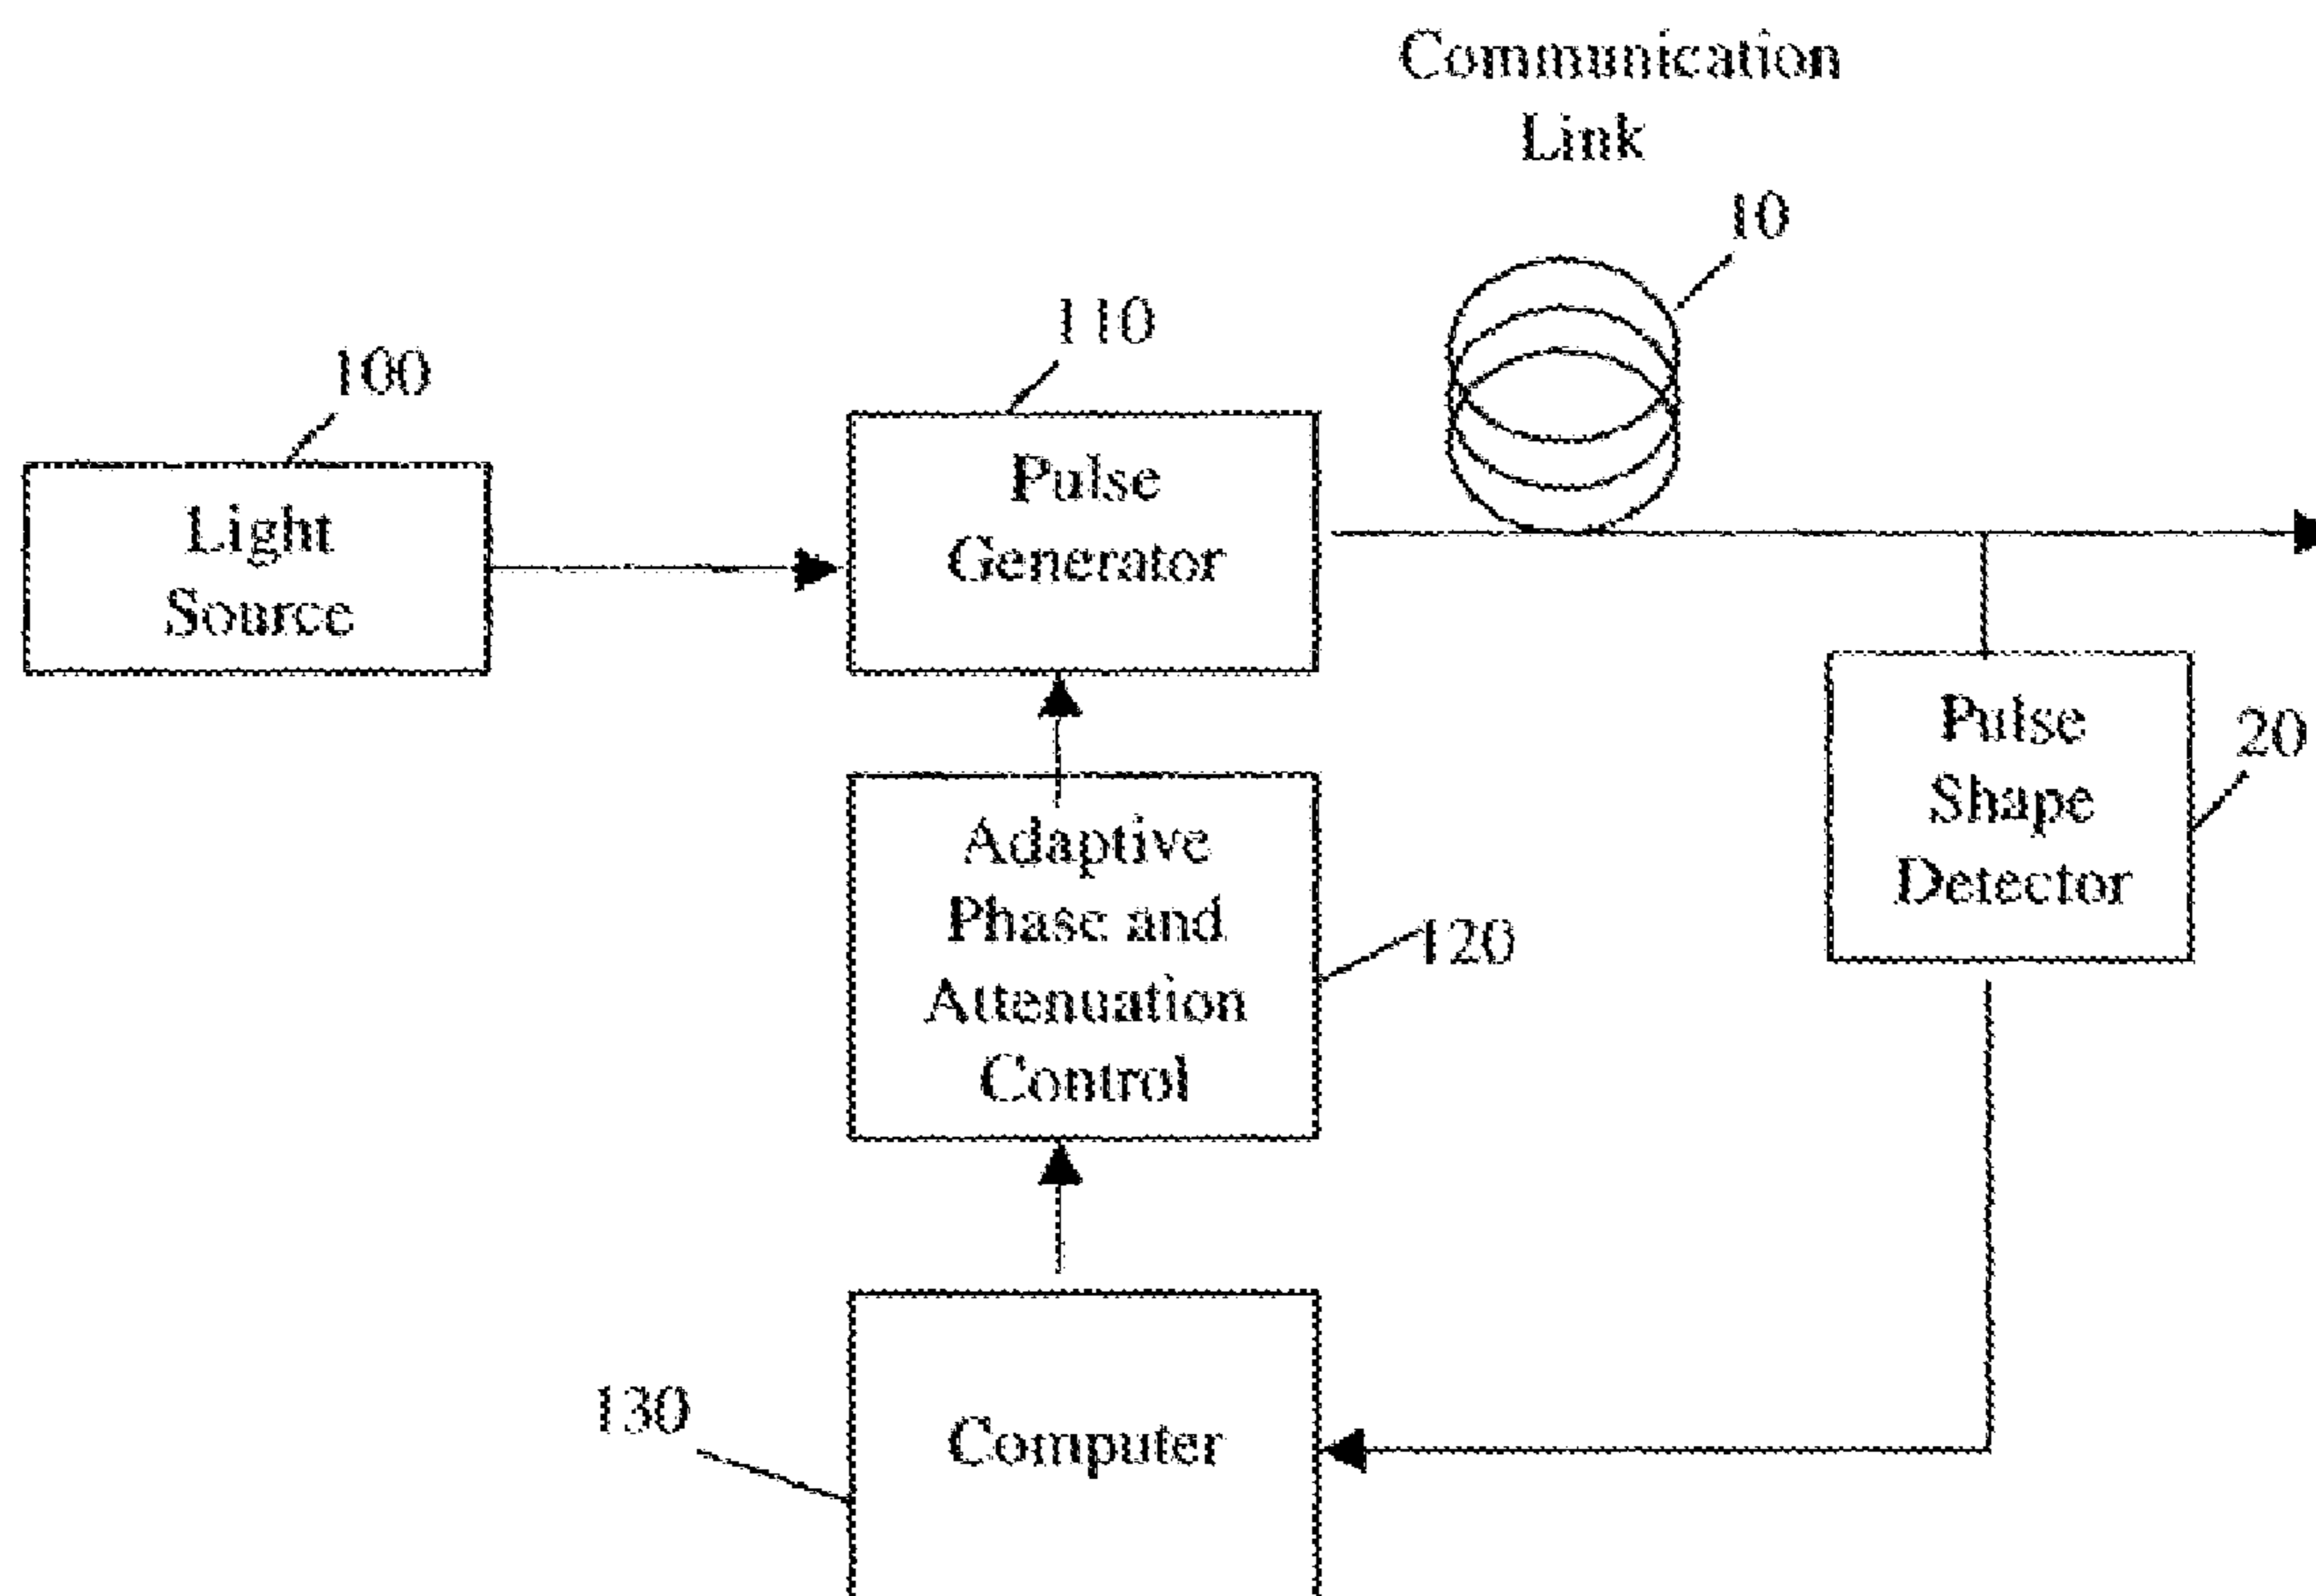 Communication
Link
10
110
100
Pulse
Generator
Light
Source
Pulse
Shape
Detector
20
Adaptive
Phase and
Attenuation
Control
120
130
Computer